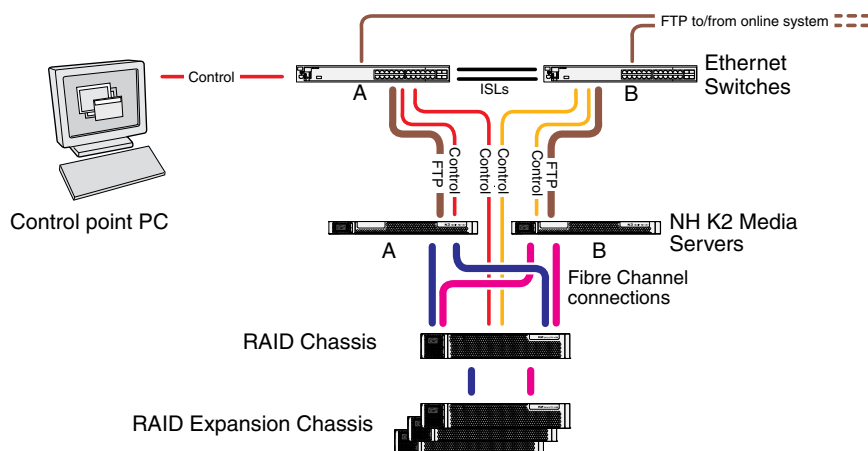 FTP to/from online system
Control
ISLs
A
B
Ethernet
Switches
FTP
Control
Control
Control
Control
FTP
Control point PC
A
B
NH K2 Media
Servers
Fibre Channel
connections
RAID Chassis
RAID Expansion Chassis